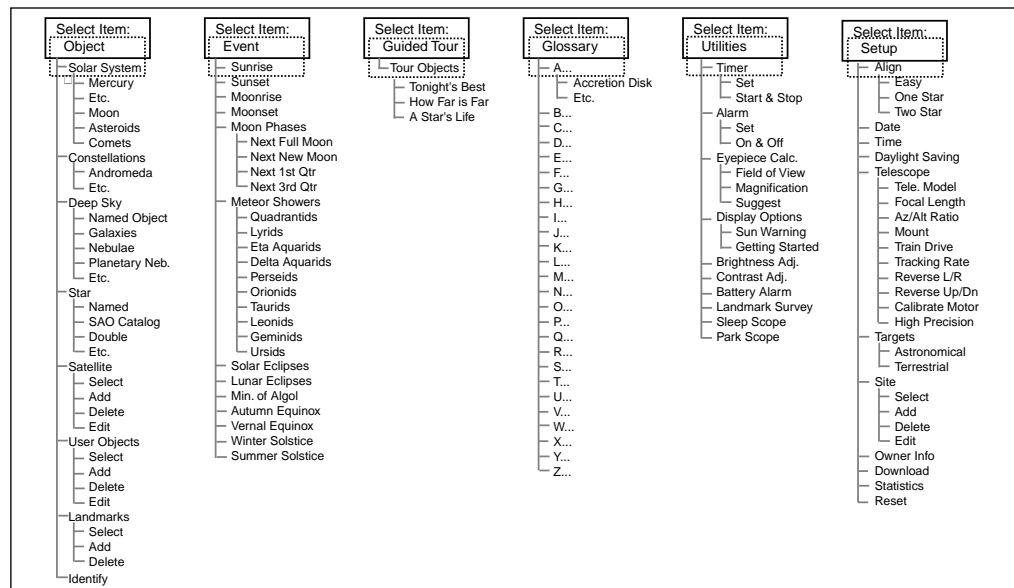 Select Item:
Object
Solar System
Mercury
Etc.
Moon
Asteroids
Comets
Constellations
Andromeda
Etc.
Deep Sky
Named Object
Galaxies
Nebulae
Planetary Neb.
Etc.
Star
Named
SAO Catalog
Double
Etc.
Satellite
Select
Add
Delete
Edit
User Objects
Select
Add
Delete
Edit
Landmarks
Select
Add
Delete
Identify
Select Item:
Event
Sunrise
Sunset
Moonrise
Moonset
Moon Phases
Next Full Moon
Next New Moon
Next 1st Qtr
Next 3rd Qtr
Meteor Showers
Quadrantids
Lyrids
Eta Aquarids
Delta Aquarids
Perseids
Orionids
Taurids
Leonids
Geminids
Ursids
Solar Eclipses
Lunar Eclipses
Min. of Algol
Autumn Equinox
Vernal Equinox
Winter Solstice
Summer Solstice
Select Item:
Guided Tour
Tour Objects
Tonight's Best
How Far is Far
A Star's Life
Select Item:
Glossary
A...
Accretion Disk
Etc.
B...
C...
D...
E...
F...
G...
H...
I...
J...
K...
L...
M...
N...
O...
P...
Q...
R...
S...
T...
U...
V...
W...
X...
Y...
Z...
Select Item:
Utilities
Timer
Set
Start & Stop
Alarm
Set
On & Off
Eyepiece Calc.
Field of View
Magnification
Suggest
Display Options
Sun Warning
Getting Started
Brightness Adj.
Contrast Adj.
Battery Alarm
Landmark Survey
Sleep Scope
Park Scope
Select Item:
Setup
Align
Easy
One Star
Two Star
Date
Time
Daylight Saving
Telescope
Tele. Model
Focal Length
Az/Alt Ratio
Mount
Train Drive
Tracking Rate
Reverse L/R
Reverse Up/Dn
Calibrate Motor
High Precision
Targets
Astronomical
Terrestrial
Site
Select
Add
Delete
Edit
Owner Info
Download
Statistics
Reset